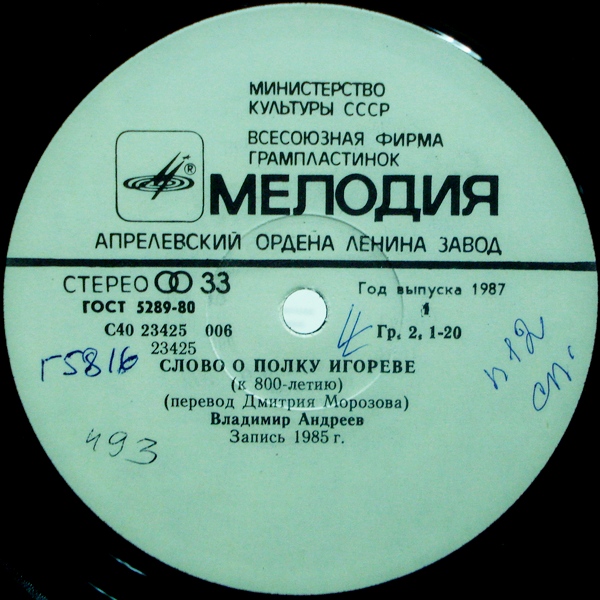 МИНИСТЕРСТВО
КУЛЬТУРЫ СССР
ВСЕСОЮЗНАЯ ФИРМА
ГРАМПЛАСТИНОК
®
МЕЛОДИЯ
АПРЕЛЕВСКИЙ ОРДЕНА ЛЕНИНА ЗАВОД
СТЕРЕО 33
Год выпуска 1987
ГОСТ 5289-80
1
С40 23425 006
Гр. 2, 1-20
23425
г5816
СЛОВО О ПОЛКУ ИГОРЕВЕ
(к 800-летию)
(перевод Дмитрия Морозова)
Владимир Андреев
Запись 1985 г.
493